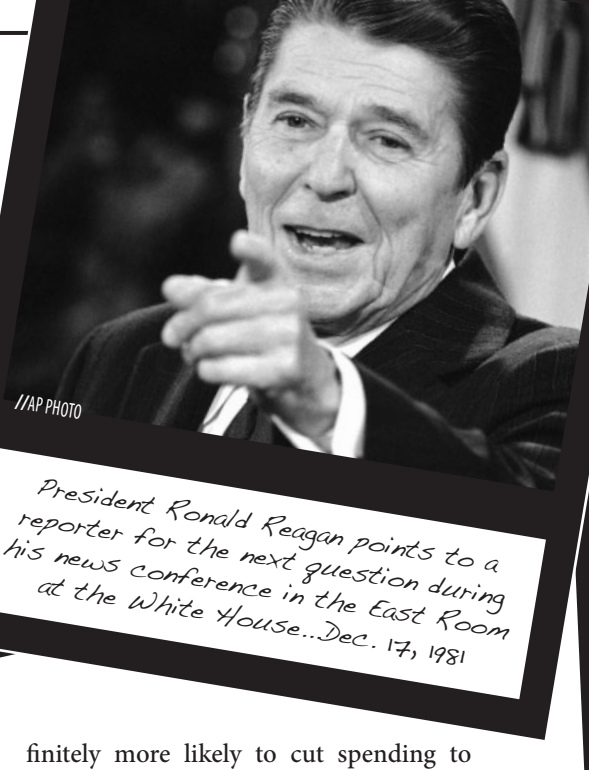 //AP PHOTO
President Ronald Reagan points to a
reporter for the next question during
his news conference in the East Room
at the White House...Dec. 17, 1981
finitely more likely to cut spending to